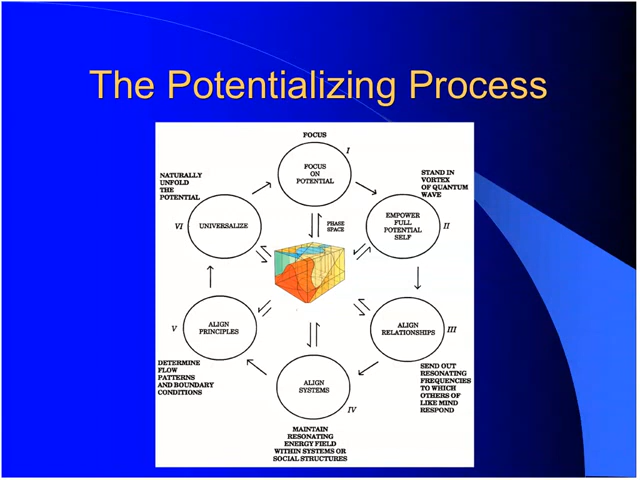 The Potentializing Process
FOCUS
I
FOCUS
ON
POTENTIAL
NATURALLY
UNFOLD
THE
POTENTIAL
STAND IN
VORTEX
OF QUANTUM
WAVE
VI
UNIVERSALIZE
PHASE
SPACE
EMPOWER
FULL
POTENTIAL
SELF
II
V
ALIGN
PRINCIPLES
ALIGN
RELATIONSHIPS
III
DETERMINE
FLOW
PATTERNS
AND BOUNDARY
CONDITIONS
ALIGN
SYSTEMS
IV
SEND OUT
RESONATING
FREQUENCIES
TO WHICH
OTHERS OF
LIKE MIND
RESPOND
MAINTAIN
RESONATING
ENERGY FIELD
WITHIN SYSTEMS OR
SOCIAL STRUCTURES